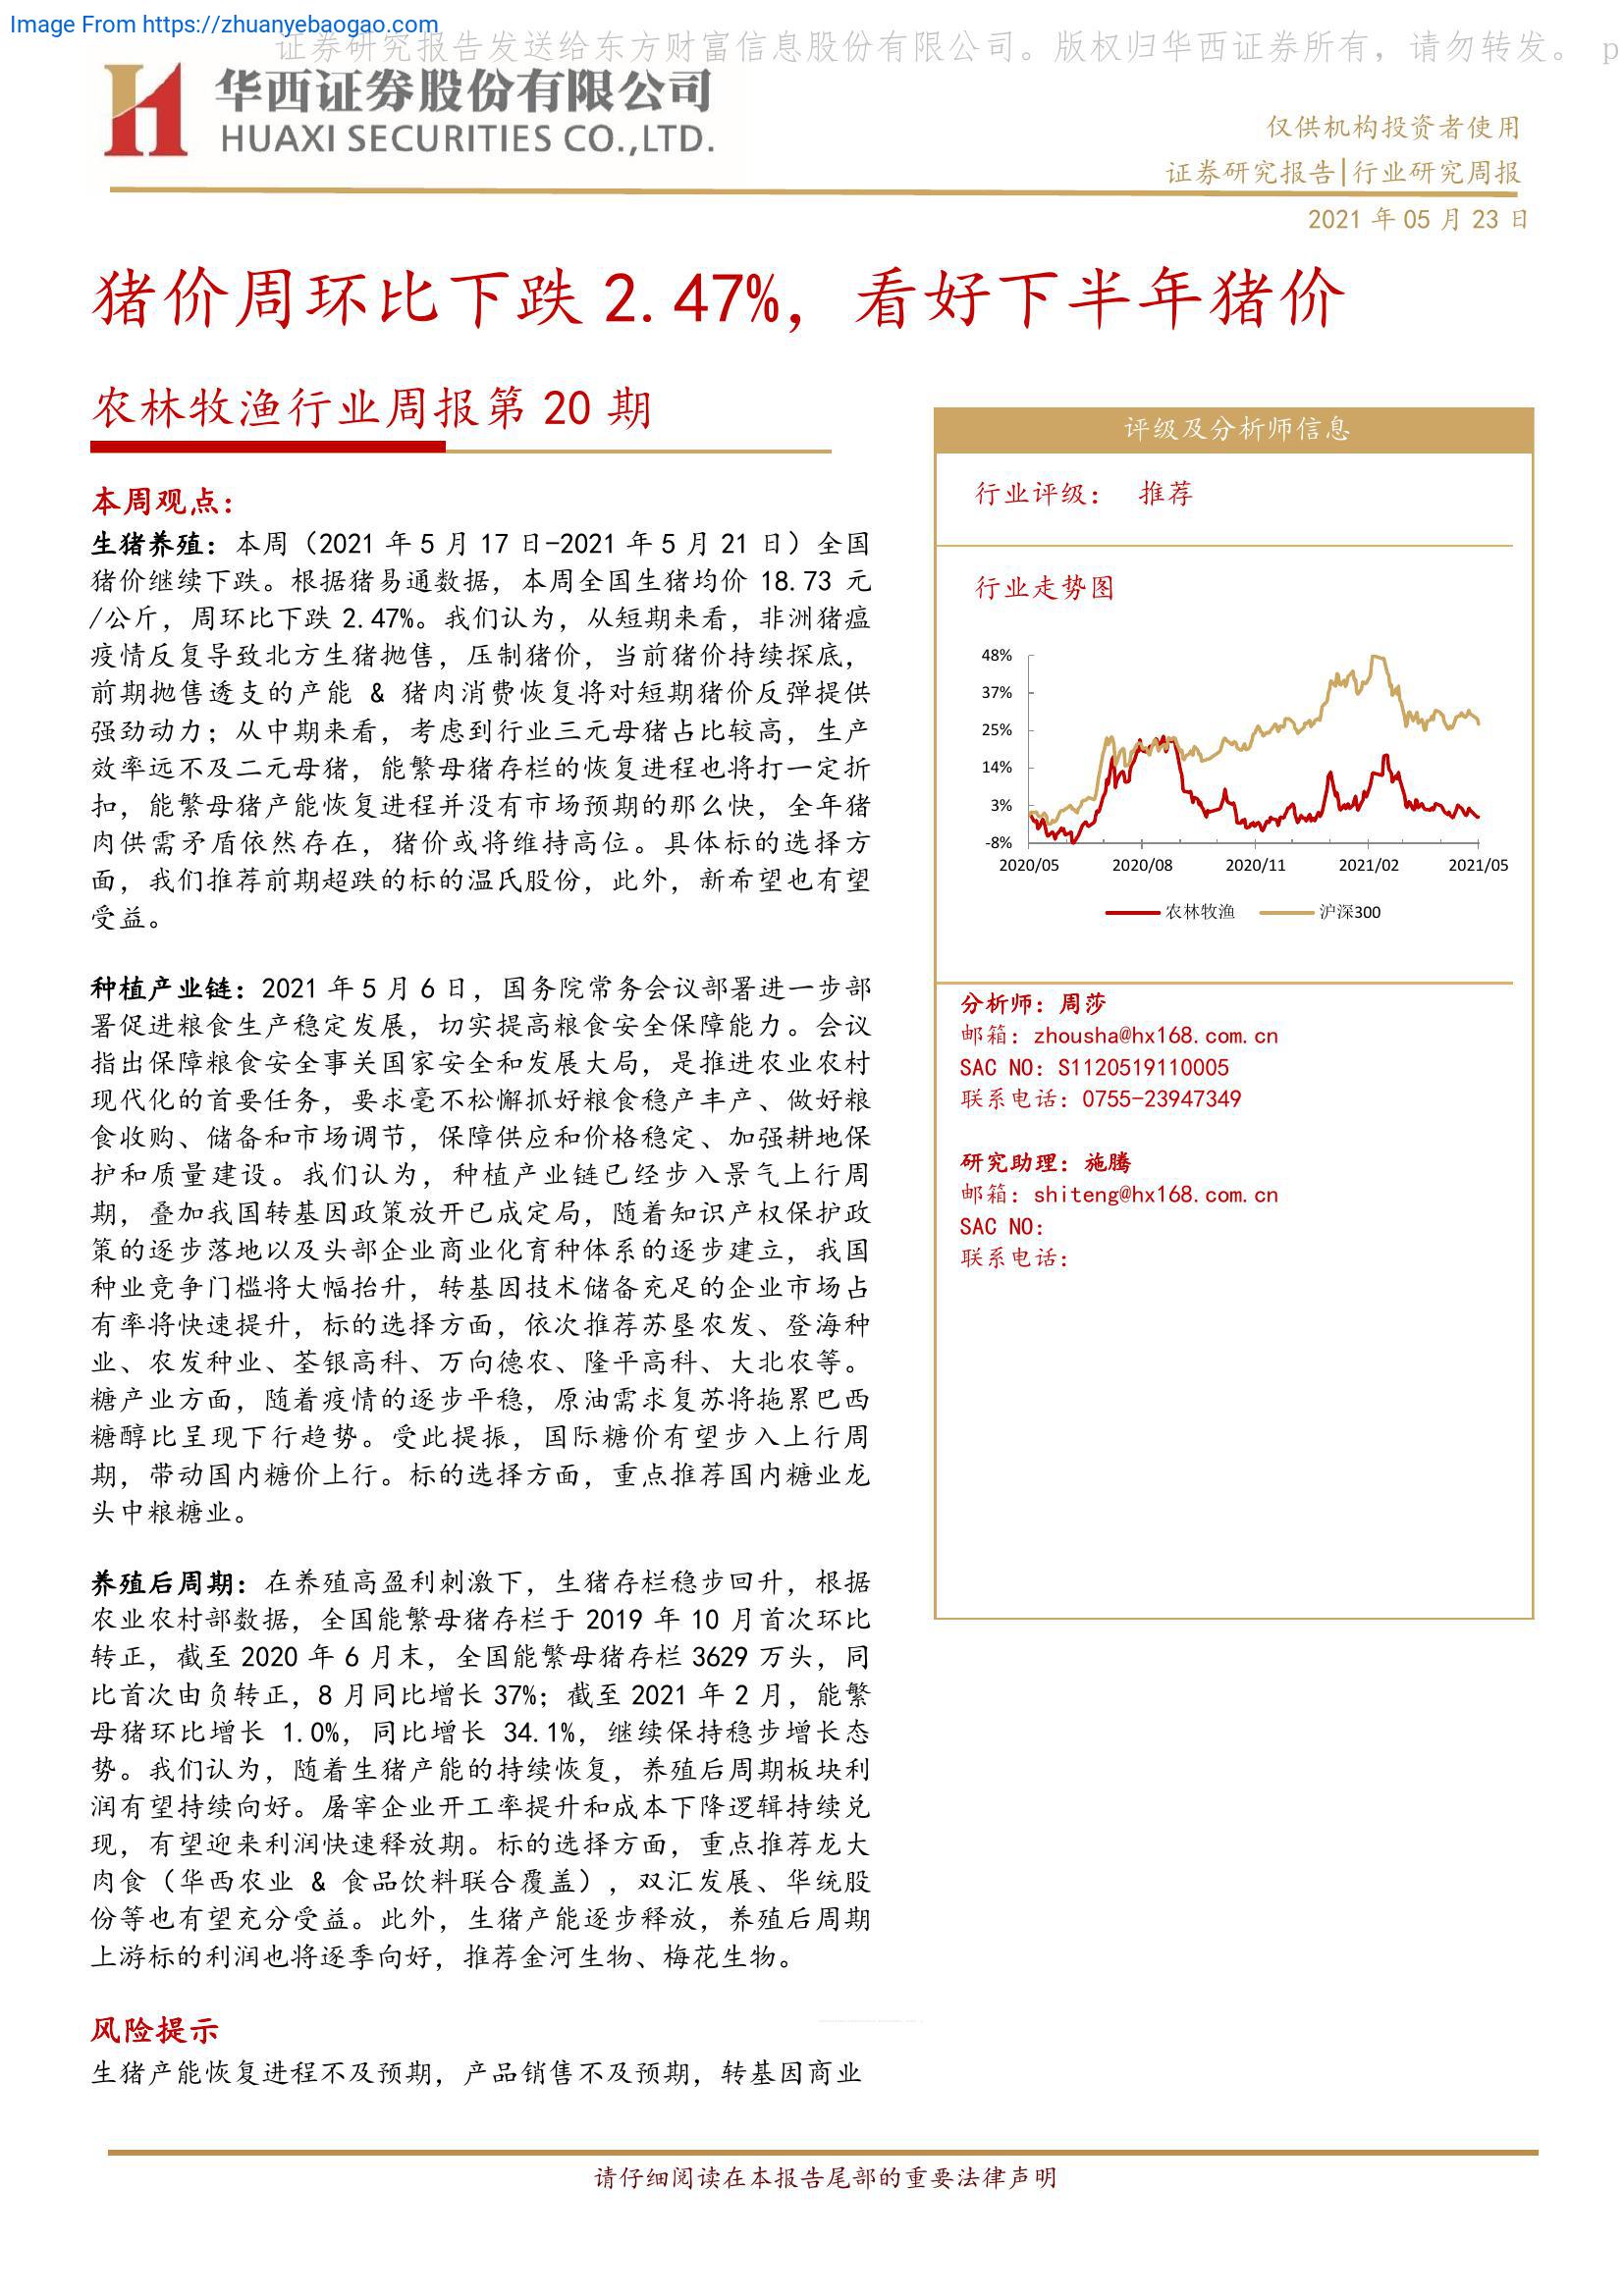 Image From https://zhuanyebaogao.com
证券研究报告发送给东方财富信息股份有限公司。版权归华西证券所有，请勿转发。 p
华西证券股份有限公司
HUAXI SECURITIES CO.,LTD.
仅供机构投资者使用
证券研究报告|行业研究周报
2021 年 05 月 23 日
猪价周环比下跌 2.47%，看好下半年猪价
农林牧渔行业周报第 20 期
本周观点：
生猪养殖：本周（2021 年 5 月 17 日-2021 年 5 月 21 日）全国
猪价继续下跌。根据猪易通数据，本周全国生猪均价 18.73 元
/公斤，周环比下跌 2.47%。我们认为，从短期来看，非洲猪瘟
疫情反复导致北方生猪抛售，压制猪价，当前猪价持续探底，
前期抛售透支的产能 & 猪肉消费恢复将对短期猪价反弹提供
强劲动力；从中期来看，考虑到行业三元母猪占比较高，生产
效率远不及二元母猪，能繁母猪存栏的恢复进程也将打一定折
扣，能繁母猪产能恢复进程并没有市场预期的那么快，全年猪
肉供需矛盾依然存在，猪价或将维持高位。具体标的选择方
面，我们推荐前期超跌的标的温氏股份，此外，新希望也有望
受益。
种植产业链：2021 年 5 月 6 日，国务院常务会议部署进一步部
署促进粮食生产稳定发展，切实提高粮食安全保障能力。会议
指出保障粮食安全事关国家安全和发展大局，是推进农业农村
现代化的首要任务，要求毫不松懈抓好粮食稳产丰产、做好粮
食收购、储备和市场调节，保障供应和价格稳定、加强耕地保
护和质量建设。我们认为，种植产业链已经步入景气上行周
期，叠加我国转基因政策放开已成定局，随着知识产权保护政
策的逐步落地以及头部企业商业化育种体系的逐步建立，我国
种业竞争门槛将大幅抬升，转基因技术储备充足的企业市场占
有率将快速提升，标的选择方面，依次推荐苏垦农发、登海种
业、农发种业、荃银高科、万向德农、隆平高科、大北农等。
糖产业方面，随着疫情的逐步平稳，原油需求复苏将拖累巴西
糖醇比呈现下行趋势。受此提振，国际糖价有望步入上行周
期，带动国内糖价上行。标的选择方面，重点推荐国内糖业龙
头中粮糖业。
养殖后周期：在养殖高盈利刺激下，生猪存栏稳步回升，根据
农业农村部数据，全国能繁母猪存栏于 2019 年 10 月首次环比
转正，截至 2020 年 6 月末，全国能繁母猪存栏 3629 万头，同
比首次由负转正，8 月同比增长 37%；截至 2021 年 2 月，能繁
母猪环比增长 1.0%，同比增长 34.1%，继续保持稳步增长态
势。我们认为，随着生猪产能的持续恢复，养殖后周期板块利
润有望持续向好。屠宰企业开工率提升和成本下降逻辑持续兑
现，有望迎来利润快速释放期。标的选择方面，重点推荐龙大
肉食（华西农业 & 食品饮料联合覆盖），双汇发展、华统股
份等也有望充分受益。此外，生猪产能逐步释放，养殖后周期
上游标的利润也将逐季向好，推荐金河生物、梅花生物。
风险提示
生猪产能恢复进程不及预期，产品销售不及预期，转基因商业
评级及分析师信息
行业评级： 推荐
行业走势图
48%
37%
25%
14%
3%
-8%
2020/05 2020/08 2020/11 2021/02 2021/05
农林牧渔 沪深300
分析师：周莎
邮箱：zhousha@hx168.com.cn
SAC NO：S1120519110005
联系电话：0755-23947349
研究助理：施腾
邮箱：shiteng@hx168.com.cn
SAC NO：
联系电话：
请仔细阅读在本报告尾部的重要法律声明